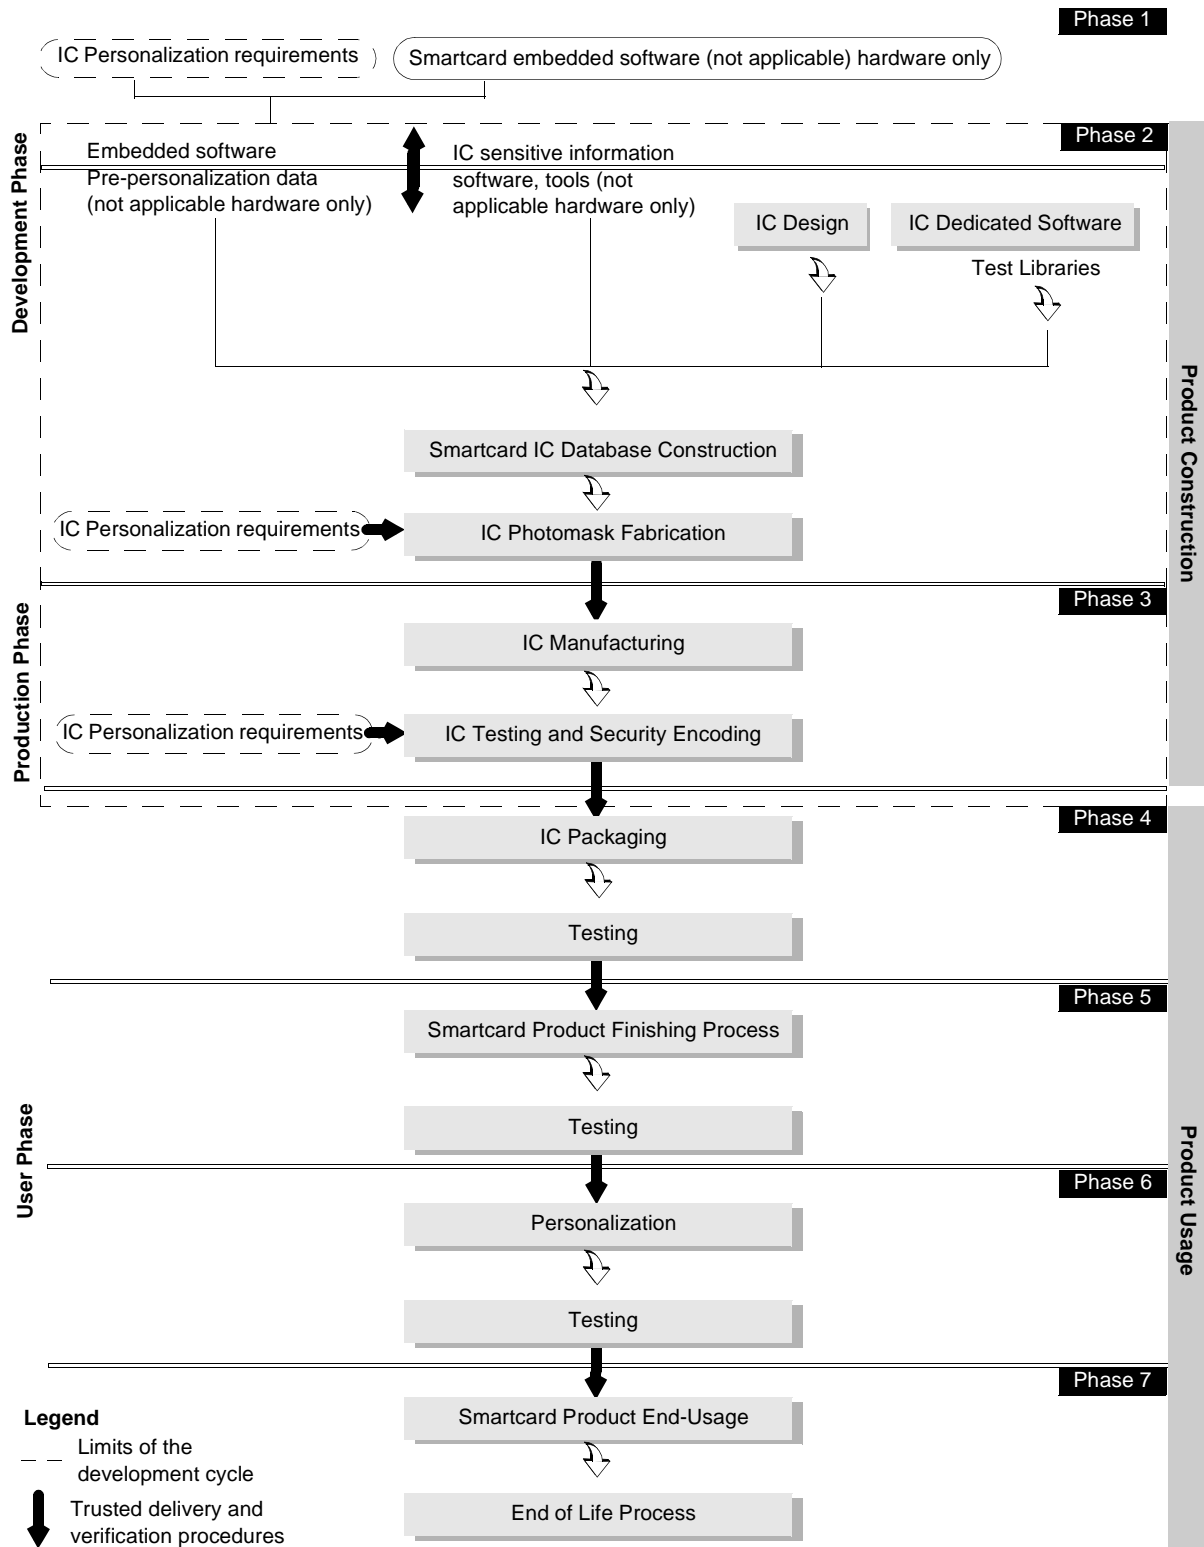 Phase 1
IC Personalization requirements
Smartcard embedded software (not applicable) hardware only
Development Phase
Phase 2
Embedded software
Pre-personalization data
(not applicable hardware only)
IC sensitive information
software, tools (not
applicable hardware only)
IC Design
IC Dedicated Software
Test Libraries
Product Construction
Smartcard IC Database Construction
IC Personalization requirements
IC Photomask Fabrication
Phase 3
Production Phase
IC Manufacturing
IC Personalization requirements
IC Testing and Security Encoding
Phase 4
IC Packaging
Testing
Phase 5
Smartcard Product Finishing Process
Testing
User Phase
Product Usage
Phase 6
Personalization
Testing
Phase 7
Smartcard Product End-Usage
End of Life Process
Legend
Limits of the
development cycle
Trusted delivery and
verification procedures